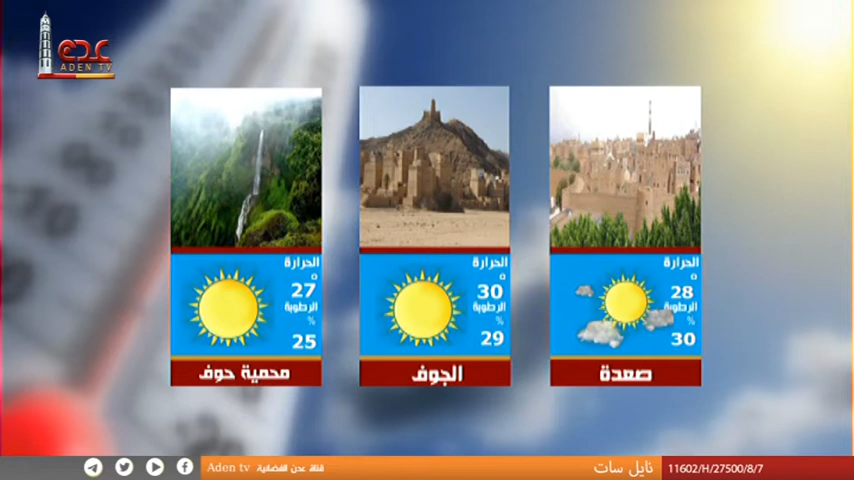 عدن
ADEN TV
الحرارة
°
28
الرطوبة
%
30
صعدة
الحرارة
°
30
الرطوبة
%
29
الجوف
الحرارة
°
27
الرطوبة
%
25
محمية حوف
Aden tv قناة عدن الفضائية
نايل سات
11602/H/27500/8/7